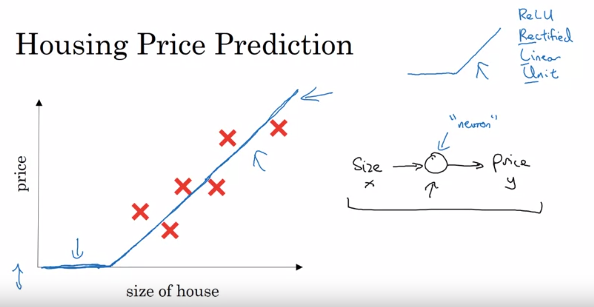 Housing Price Prediction
ReLU
Rectified
Linear
Unit
price
size of house
"neuron"
Size
x
price
y